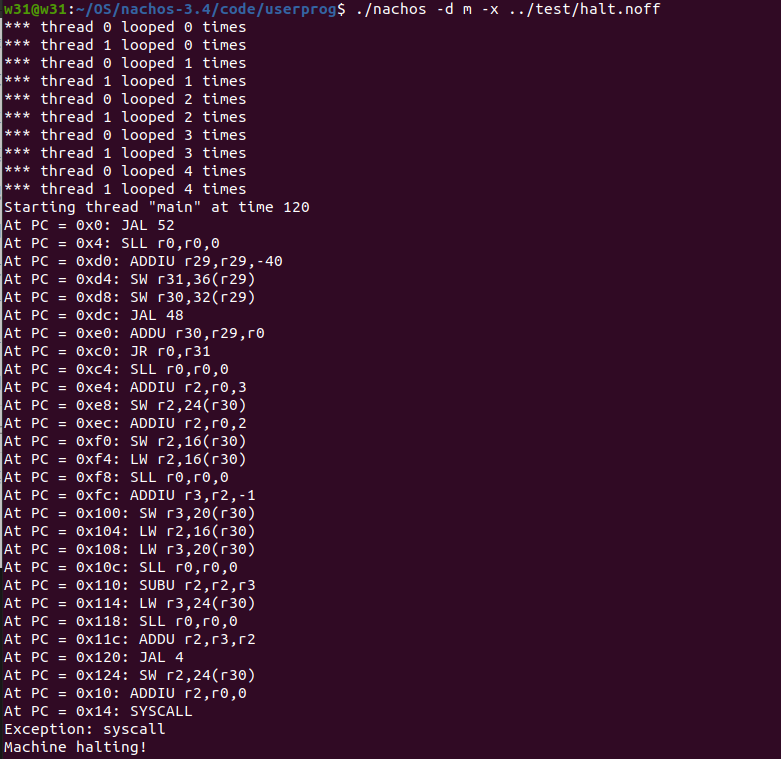 w31@w31:~/OS/nachos-3.4/code/userprog$ ./nachos -d m -x ../test/halt.noff
*** thread 0 looped 0 times
*** thread 1 looped 0 times
*** thread 0 looped 1 times
*** thread 1 looped 1 times
*** thread 0 looped 2 times
*** thread 1 looped 2 times
*** thread 0 looped 3 times
*** thread 1 looped 3 times
*** thread 0 looped 4 times
*** thread 1 looped 4 times
Starting thread "main" at time 120
At PC = 0x0: JAL 52
At PC = 0x4: SLL r0,r0,0
At PC = 0xd0: ADDIU r29,r29,-40
At PC = 0xd4: SW r31,36(r29)
At PC = 0xd8: SW r30,32(r29)
At PC = 0xdc: JAL 48
At PC = 0xe0: ADDU r30,r29,r0
At PC = 0xc0: JR r0,r31
At PC = 0xc4: SLL r0,r0,0
At PC = 0xe4: ADDIU r2,r0,3
At PC = 0xe8: SW r2,24(r30)
At PC = 0xec: ADDIU r2,r0,2
At PC = 0xf0: SW r2,16(r30)
At PC = 0xf4: LW r2,16(r30)
At PC = 0xf8: SLL r0,r0,0
At PC = 0xfc: ADDIU r3,r2,-1
At PC = 0x100: SW r3,20(r30)
At PC = 0x104: LW r2,16(r30)
At PC = 0x108: LW r3,20(r30)
At PC = 0x10c: SLL r0,r0,0
At PC = 0x110: SUBU r2,r2,r3
At PC = 0x114: LW r3,24(r30)
At PC = 0x118: SLL r0,r0,0
At PC = 0x11c: ADDU r2,r3,r2
At PC = 0x120: JAL 4
At PC = 0x124: SW r2,24(r30)
At PC = 0x10: ADDIU r2,r0,0
At PC = 0x14: SYSCALL
Exception: syscall
Machine halting!